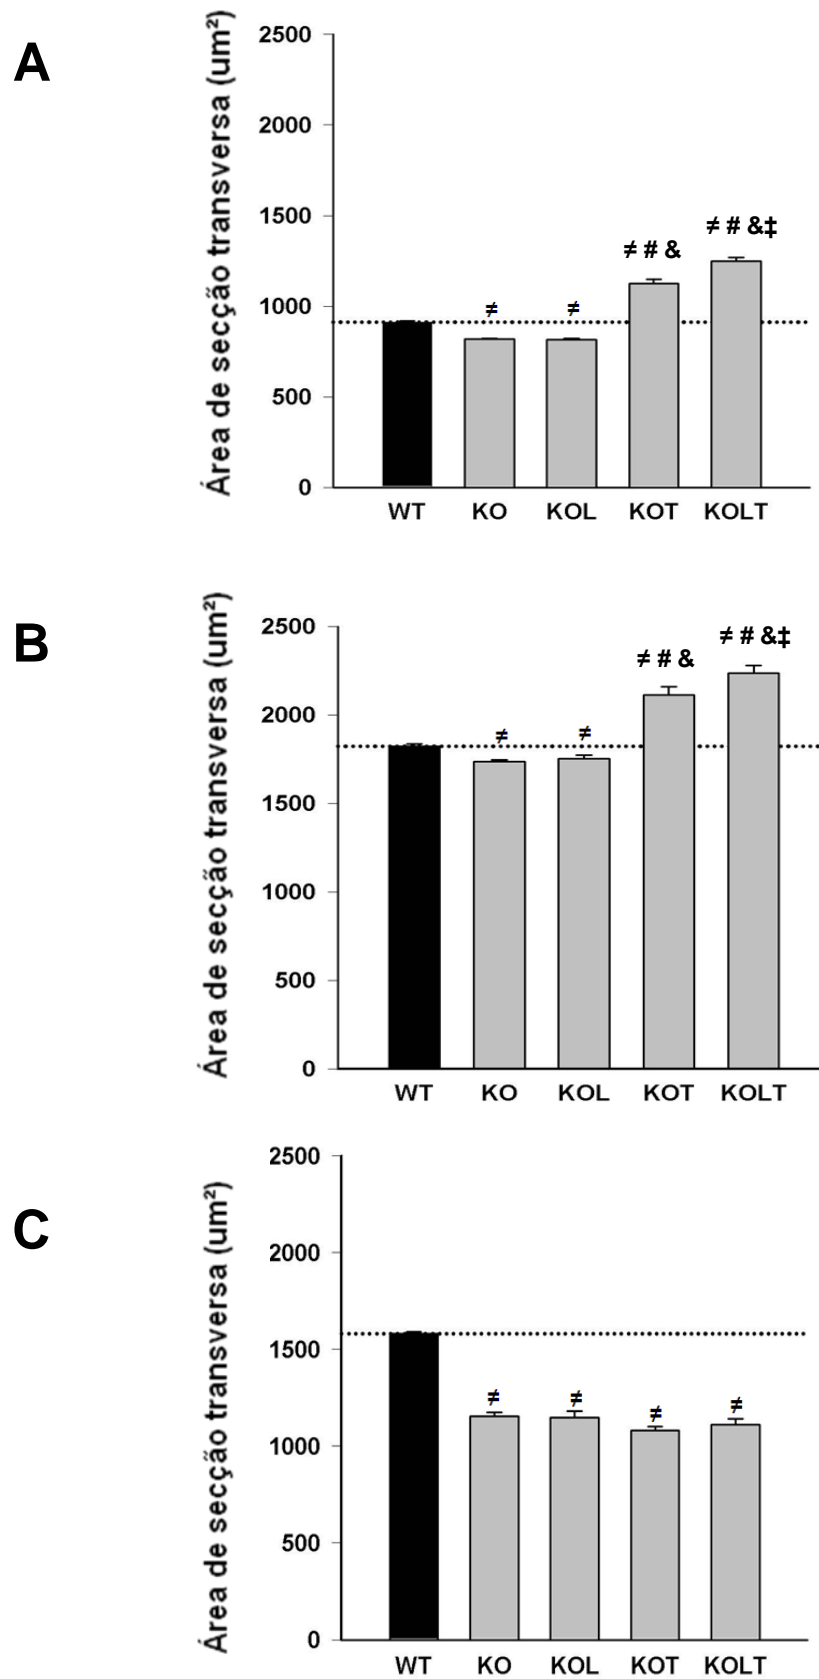 A
Área de secção transversa (um²)
2500
2000
1500
1000
500
0
≠
≠
≠ # &
≠ # &‡
WT KO KOL KOT KOLT
B
Área de secção transversa (um²)
2500
2000
1500
1000
500
0
≠
≠
≠ # &
≠ # &‡
WT KO KOL KOT KOLT
C
Área de secção transversa (um²)
2500
2000
1500
1000
500
0
≠
≠
≠
≠
WT KO KOL KOT KOLT